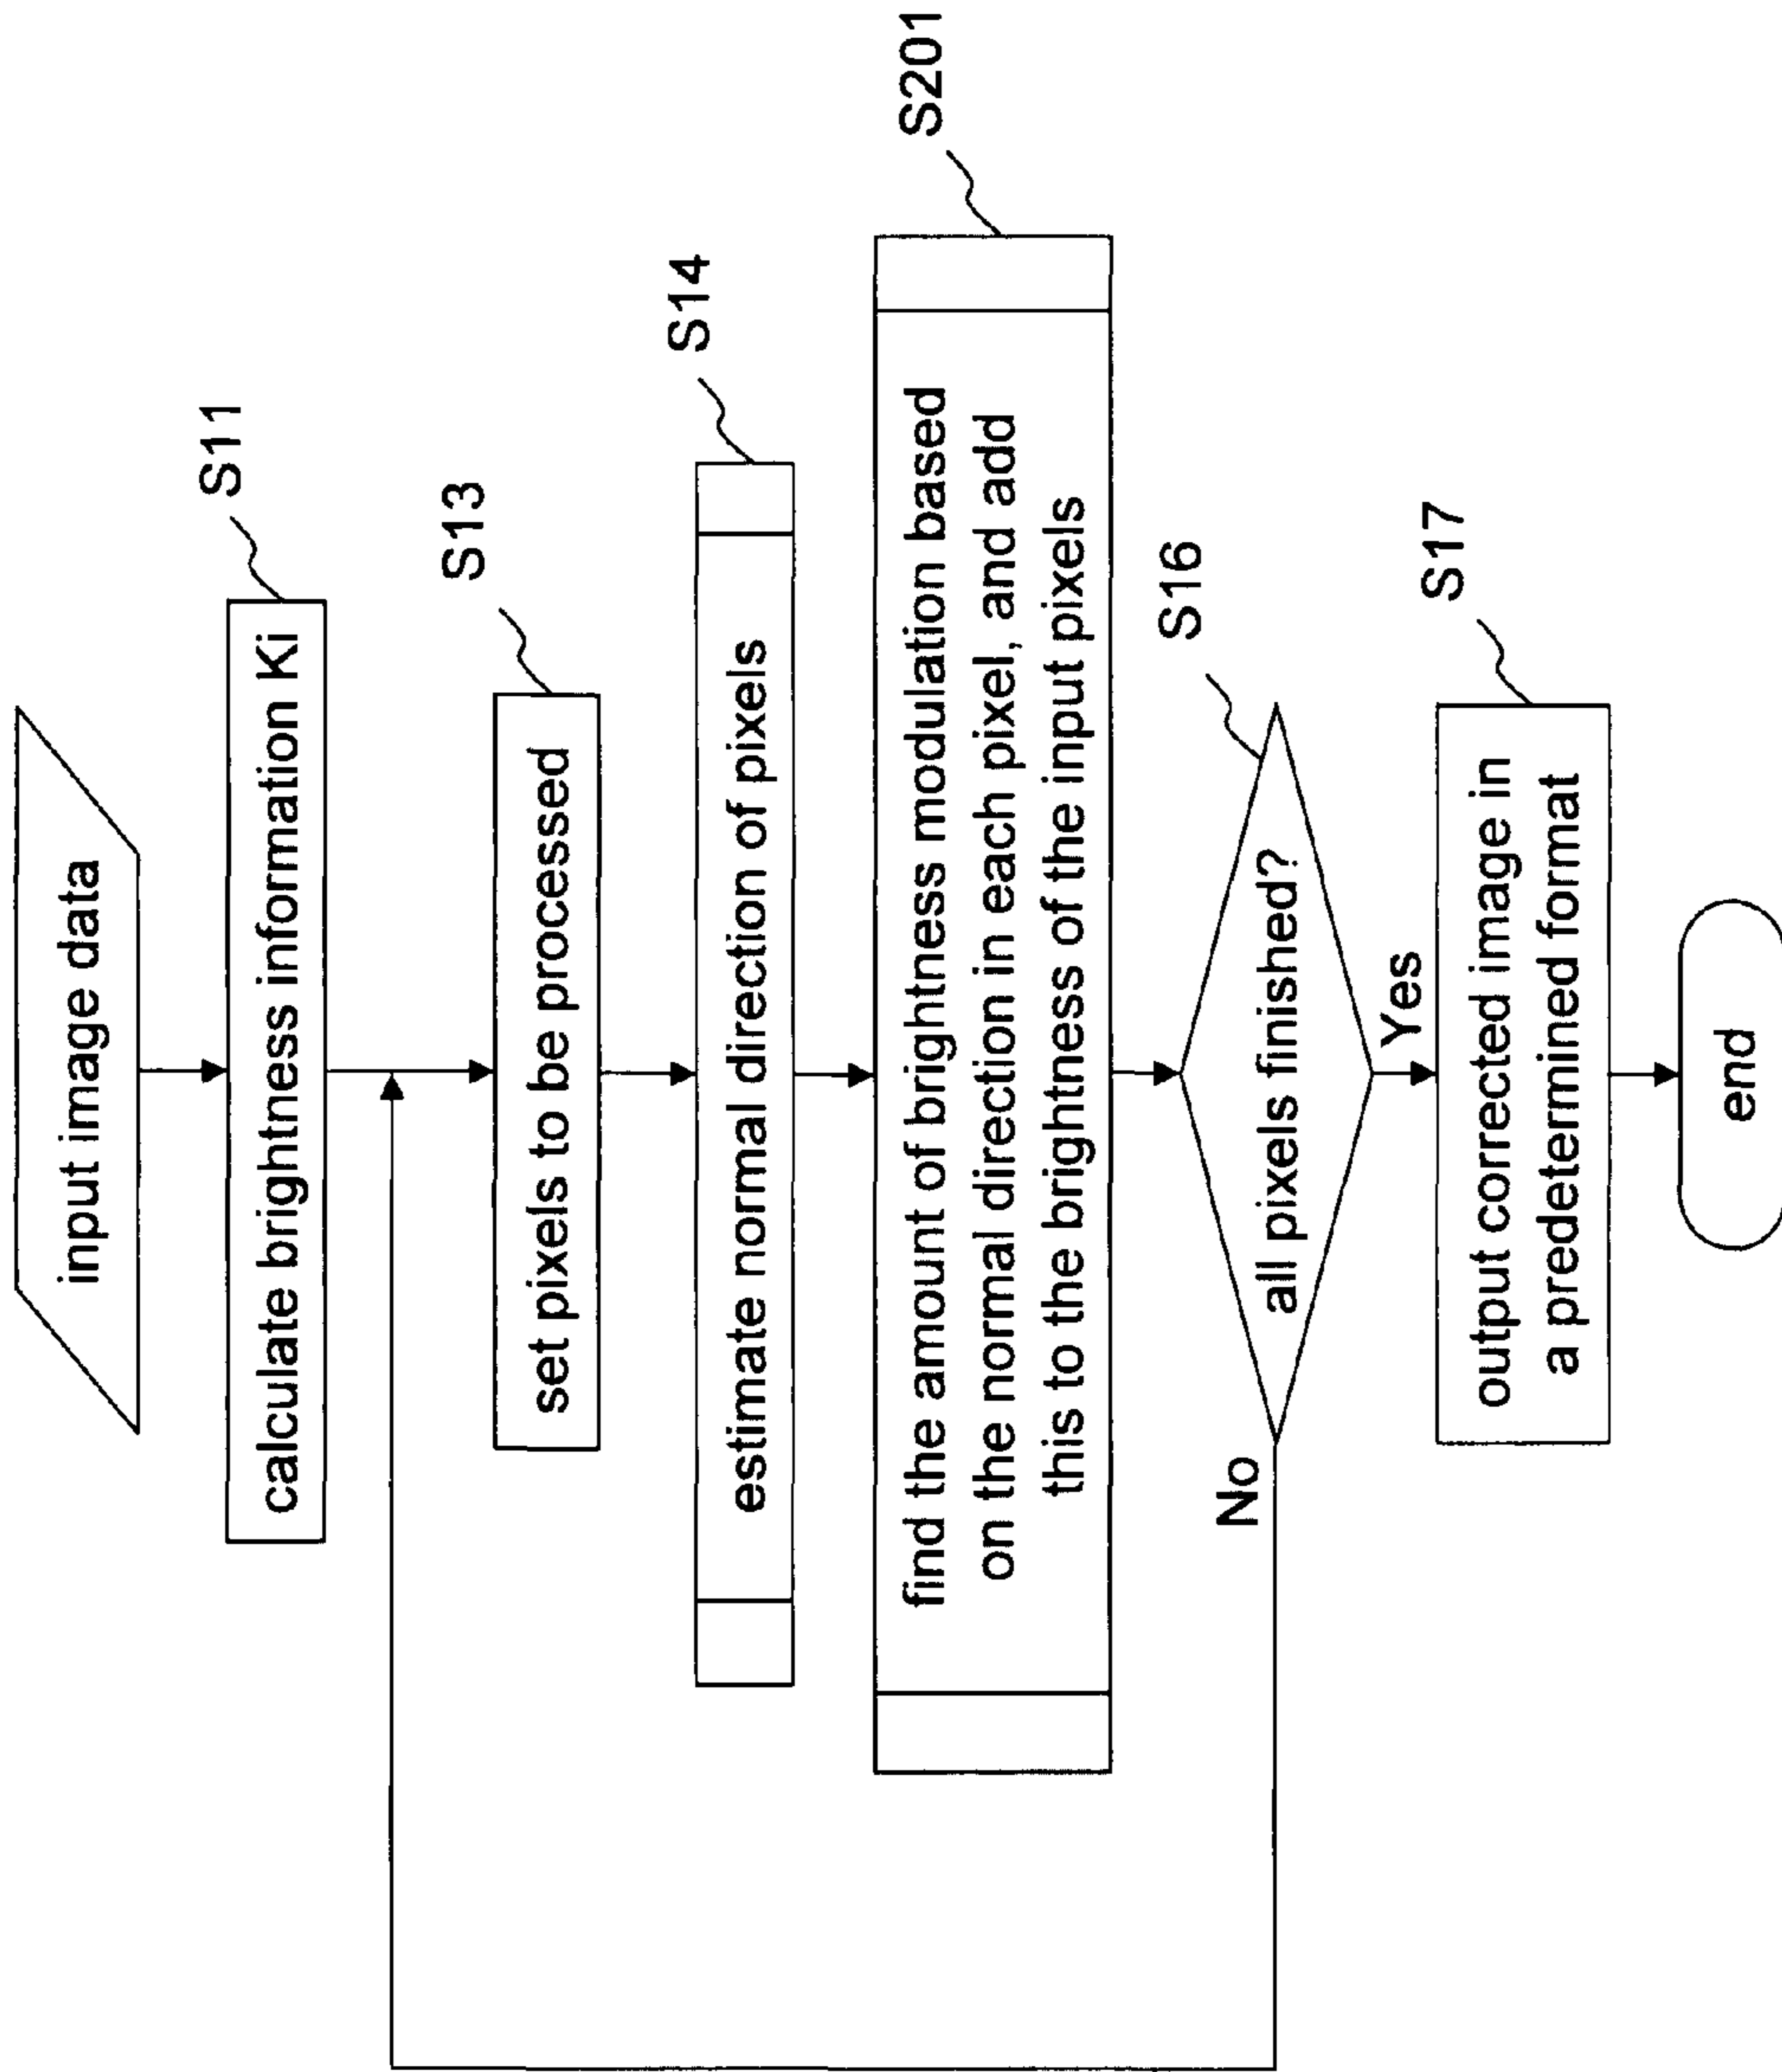 input image data
S11
calculate brightness information Ki
S13
set pixels to be processed
S14
estimate normal direction of pixels
S201
find the amount of brightness modulation based
on the normal direction in each pixel, and add
this to the brightness of the input pixels
S16
all pixels finished?
No
Yes
S17
output corrected image in
a predetermined format
end